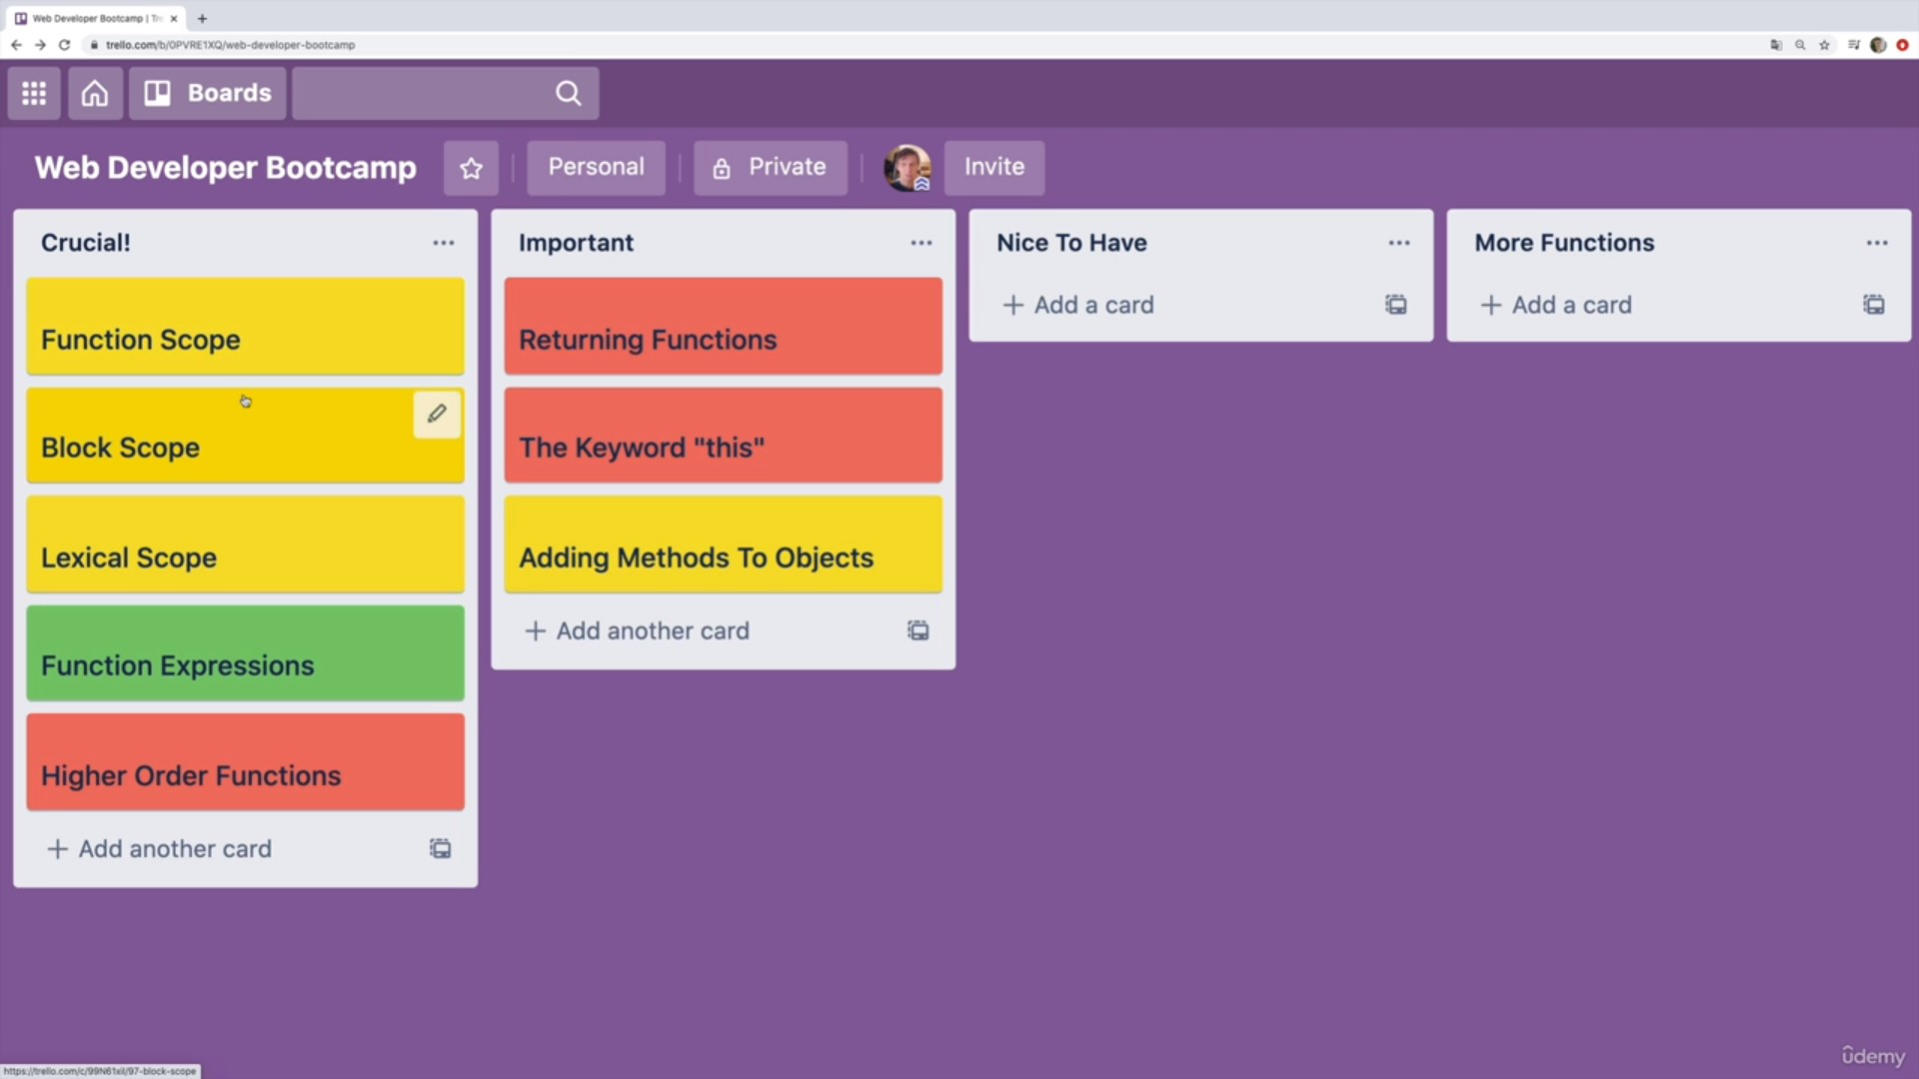 Web Developer Bootcamp | Tre
trello.com/b/0PVRE1XQ/web-developer-bootcamp
Boards
Web Developer Bootcamp
Personal
Private
Invite
Crucial!
Function Scope
Block Scope
Lexical Scope
Function Expressions
Higher Order Functions
+ Add another card
Important
Returning Functions
The Keyword "this"
Adding Methods To Objects
+ Add another card
Nice To Have
+ Add a card
More Functions
+ Add a card
https://trello.com/c/99N61xil/97-block-scope
ûdemy